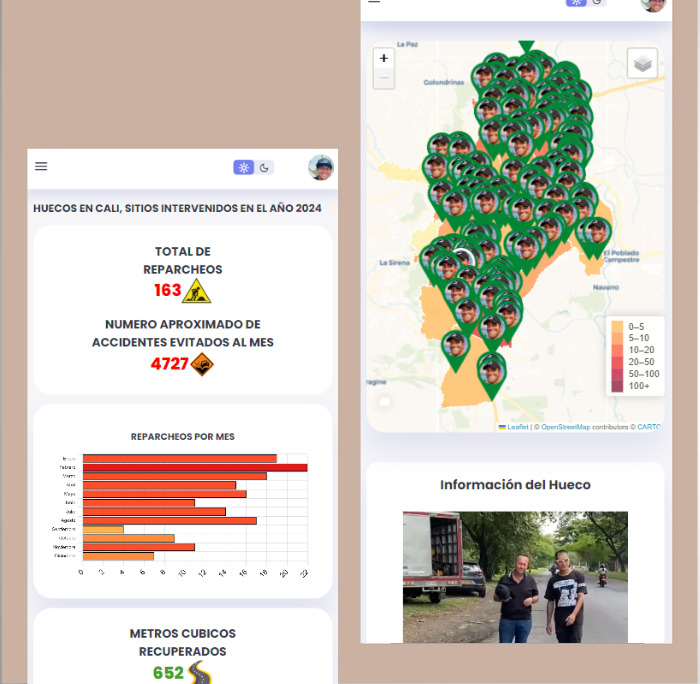 HUECOS EN CALI, SITIOS INTERVENIDOS EN EL AÑO 2024
TOTAL DE
REPARCHEOS
163
NUMERO APROXIMADO DE
ACCIDENTES EVITADOS AL MES
4727
REPARCHEOS POR MES
Enero
Febrero
Marzo
Abril
Mayo
Junio
Julio
Agosto
Septiembre
Octubre
Noviembre
Diciembre
0 2 4 6 8 10 12 14 16 18 20 22
METROS CUBICOS
RECUPERADOS
652
La Paz
+
−
Golondrinas
La Sirena
El Poblado
Campestre
Navarro
0–5
5–10
10–20
20–50
50–100
100+
Leaflet | © OpenStreetMap contributors © CARTO
Información del Hueco